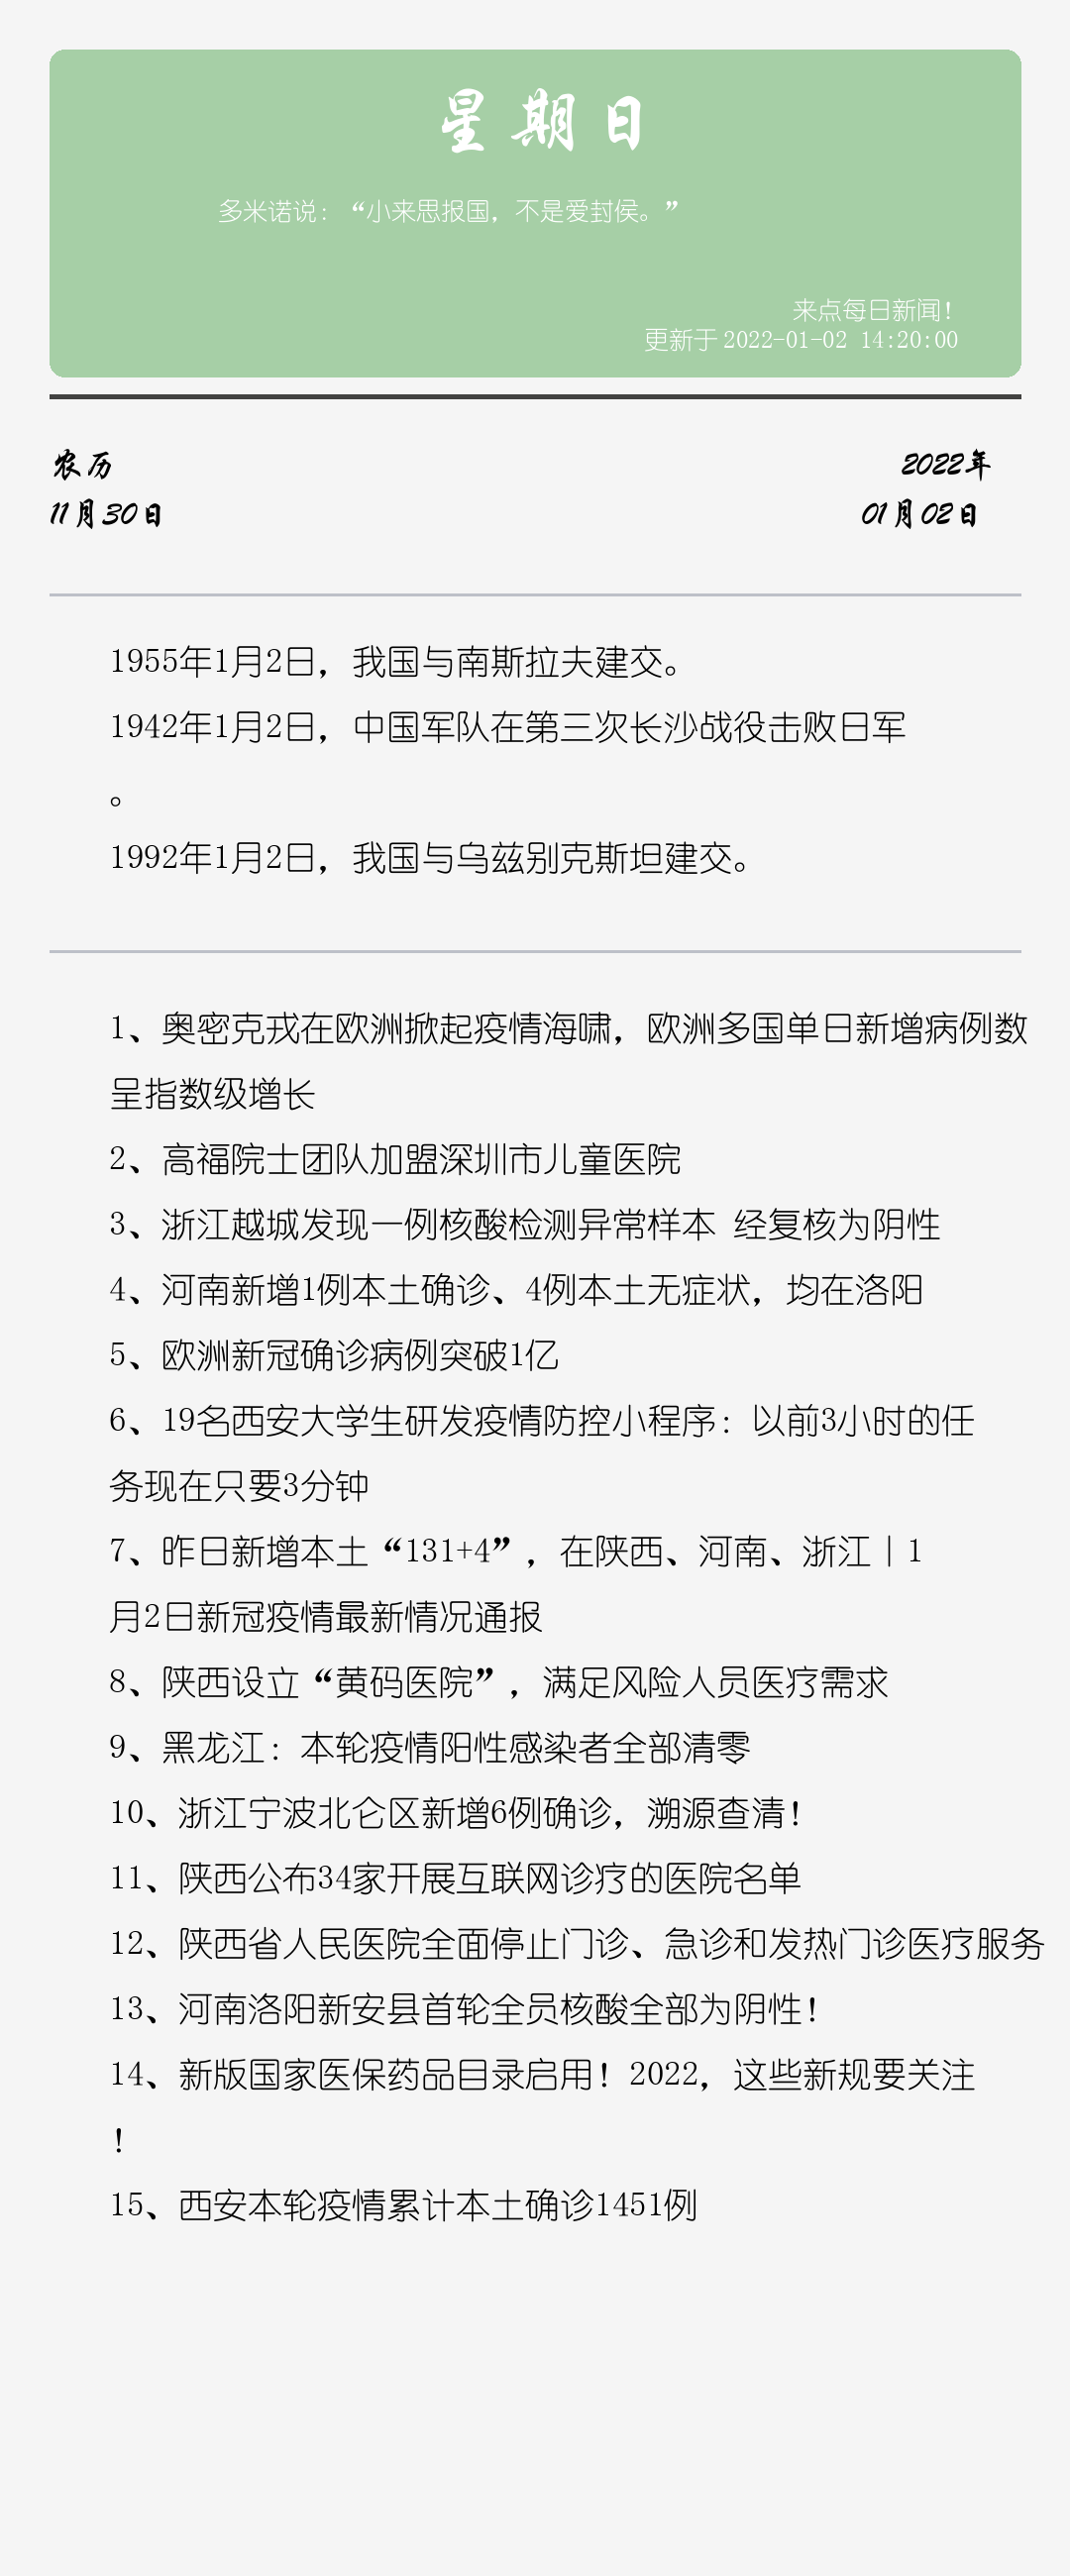 星期日
多米诺说：“小来思报国，不是爱封侯。”
来点每日新闻！
更新于 2022-01-02 14:20:00
农历
2022年
11月30日
01月02日
1955年1月2日，我国与南斯拉夫建交。
1942年1月2日，中国军队在第三次长沙战役击败日军
。
1992年1月2日，我国与乌兹别克斯坦建交。
1、奥密克戎在欧洲掀起疫情海啸，欧洲多国单日新增病例数
呈指数级增长
2、高福院士团队加盟深圳市儿童医院
3、浙江越城发现一例核酸检测异常样本 经复核为阴性
4、河南新增1例本土确诊、4例本土无症状，均在洛阳
5、欧洲新冠确诊病例突破1亿
6、19名西安大学生研发疫情防控小程序：以前3小时的任
务现在只要3分钟
7、昨日新增本土“131+4”，在陕西、河南、浙江丨1
月2日新冠疫情最新情况通报
8、陕西设立“黄码医院”，满足风险人员医疗需求
9、黑龙江：本轮疫情阳性感染者全部清零
10、浙江宁波北仑区新增6例确诊，溯源查清！
11、陕西公布34家开展互联网诊疗的医院名单
12、陕西省人民医院全面停止门诊、急诊和发热门诊医疗服务
13、河南洛阳新安县首轮全员核酸全部为阴性！
14、新版国家医保药品目录启用！2022，这些新规要关注
！
15、西安本轮疫情累计本土确诊1451例